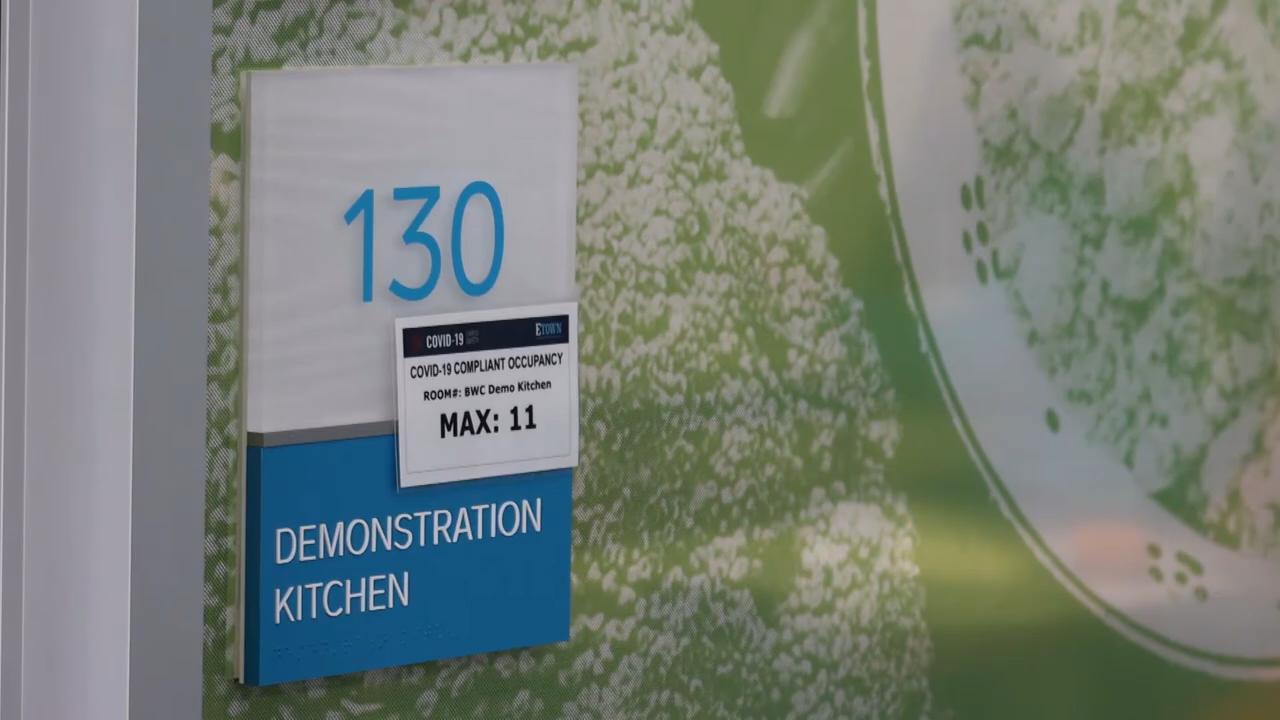 130
COVID-19 ETOWN
COVID-19 COMPLIANT OCCUPANCY
ROOM#: BWC Demo Kitchen
MAX: 11
DEMONSTRATION
KITCHEN